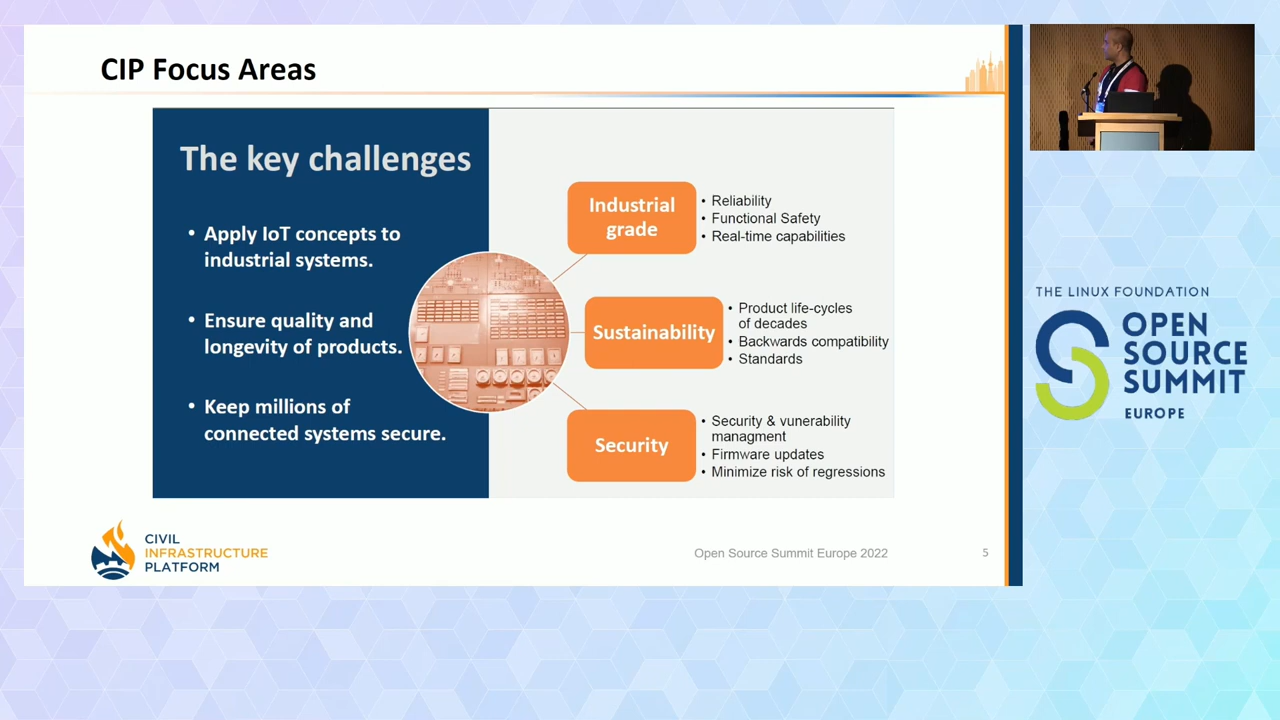 CIP Focus Areas
The key challenges
• Apply IoT concepts to
industrial systems.
• Ensure quality and
longevity of products.
• Keep millions of
connected systems secure.
Industrial
grade
• Reliability
• Functional Safety
• Real-time capabilities
Sustainability
• Product life-cycles
of decades
• Backwards compatibility
• Standards
Security
• Security & vunerability
managment
• Firmware updates
• Minimize risk of regressions
CIVIL
INFRASTRUCTURE
PLATFORM
Open Source Summit Europe 2022
5
THE LINUX FOUNDATION
OPEN
SOURCE
SUMMIT
EUROPE